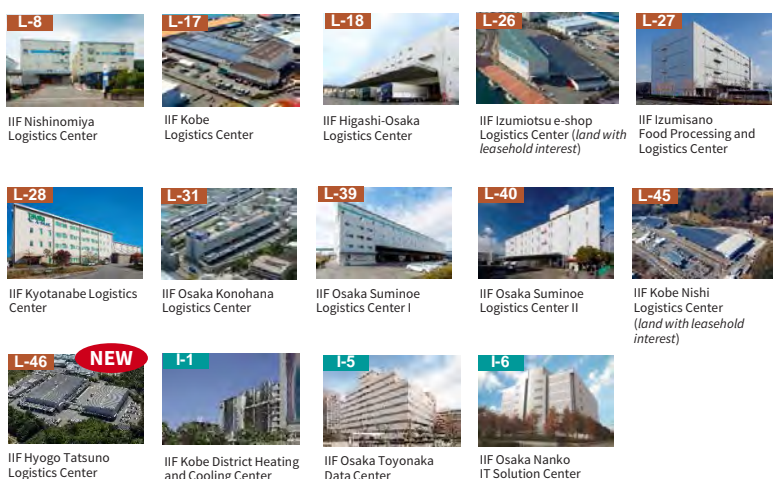 L-8
L-17
L-18
L-26
L-27
IIF Nishinomiya
Logistics Center
IIF Kobe
Logistics Center
IIF Higashi-Osaka
Logistics Center
IIF Izumiotsu e-shop
Logistics Center (land with
leasehold interest)
IIF Izumisano
Food Processing and
Logistics Center
L-28
L-31
L-39
L-40
L-45
IIF Kyotanabe Logistics
Center
IIF Osaka Konohana
Logistics Center
IIF Osaka Suminoe
Logistics Center I
IIF Osaka Suminoe
Logistics Center II
IIF Kobe Nishi
Logistics Center
(land with leasehold
interest)
L-46
NEW
I-1
I-5
I-6
IIF Hyogo Tatsuno
Logistics Center
IIF Kobe District Heating
and Cooling Center
IIF Osaka Toyonaka
Data Center
IIF Osaka Nanko
IT Solution Center